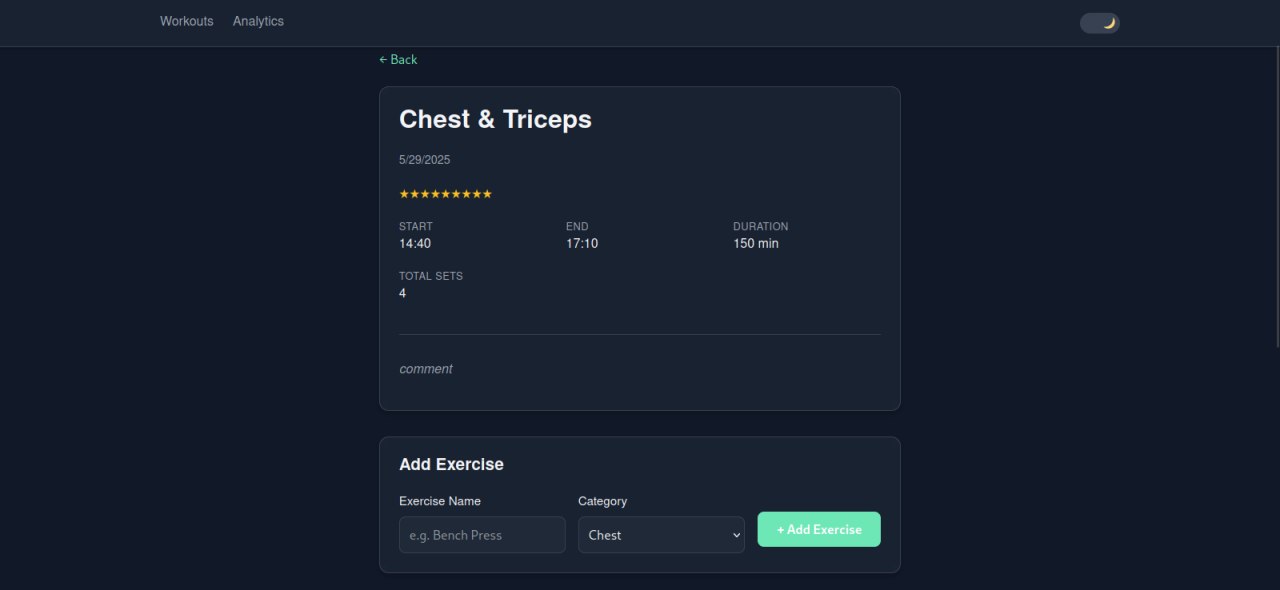 Workouts Analytics
← Back
Chest & Triceps
5/29/2025
★★★★★★★★★
START END DURATION
14:40 17:10 150 min
TOTAL SETS
4
comment
Add Exercise
Exercise Name Category
e.g. Bench Press Chest + Add Exercise